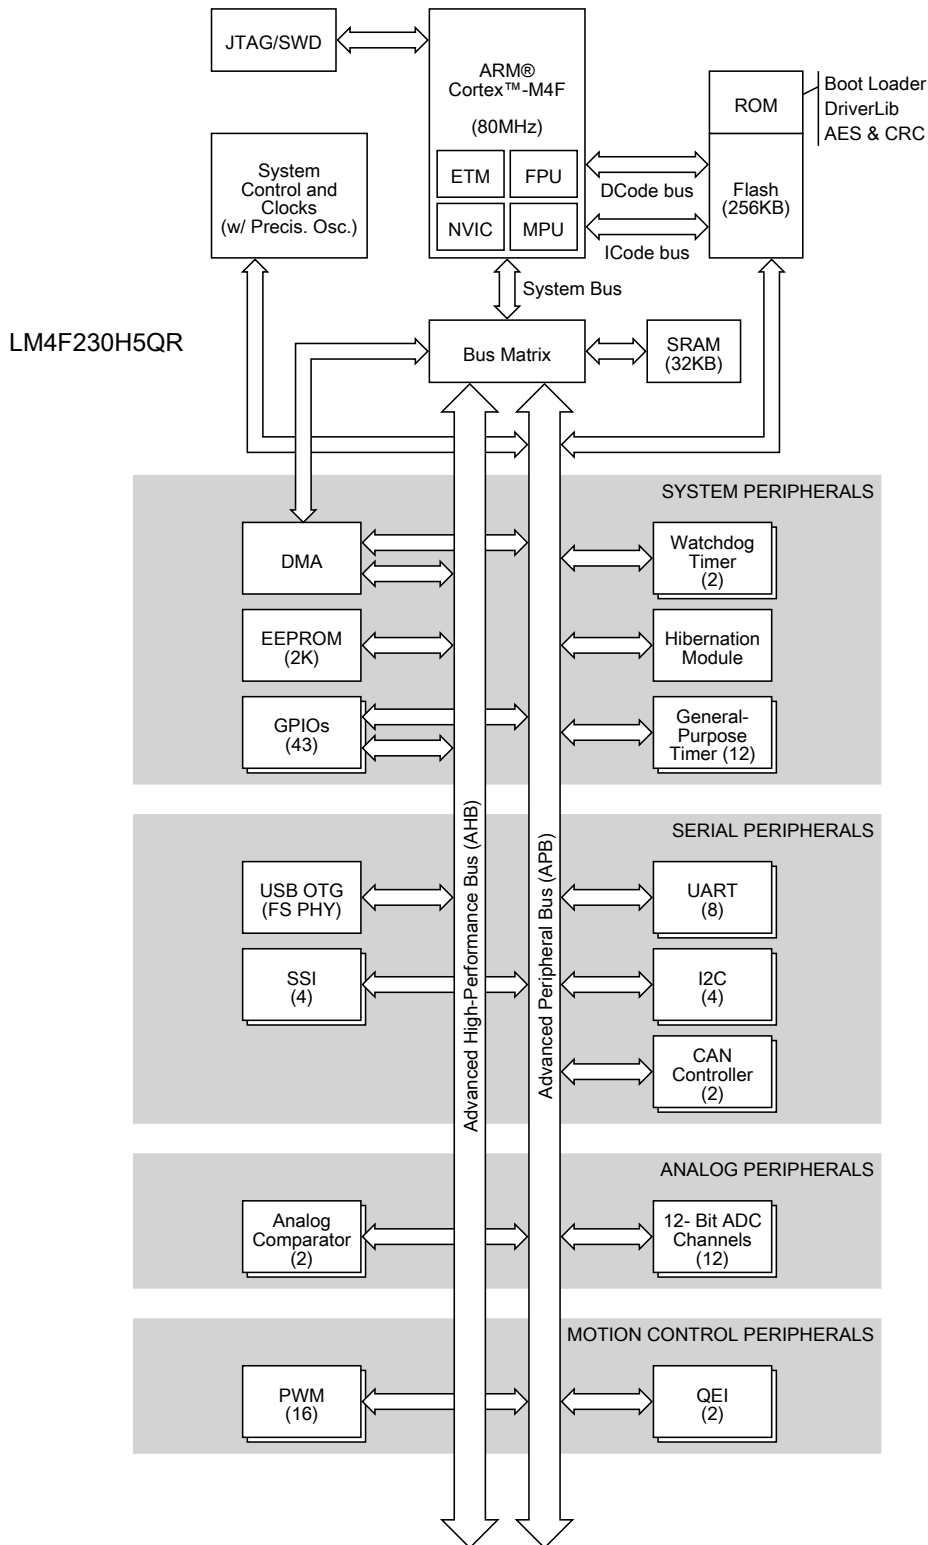 JTAG/SWD
ARM®
Cortex™-M4F
(80MHz)
ETM
FPU
NVIC
MPU
ROM
Boot Loader
DriverLib
AES & CRC
Flash
(256KB)
DCode bus
ICode bus
System
Control and
Clocks
(w/ Precis. Osc.)
System Bus
LM4F230H5QR
Bus Matrix
SRAM
(32KB)
SYSTEM PERIPHERALS
DMA
Watchdog
Timer
(2)
EEPROM
(2K)
Hibernation
Module
GPIOs
(43)
General-
Purpose
Timer (12)
Advanced High-Performance Bus (AHB)
Advanced Peripheral Bus (APB)
SERIAL PERIPHERALS
USB OTG
(FS PHY)
UART
(8)
SSI
(4)
I2C
(4)
CAN
Controller
(2)
ANALOG PERIPHERALS
Analog
Comparator
(2)
12- Bit ADC
Channels
(12)
MOTION CONTROL PERIPHERALS
PWM
(16)
QEI
(2)